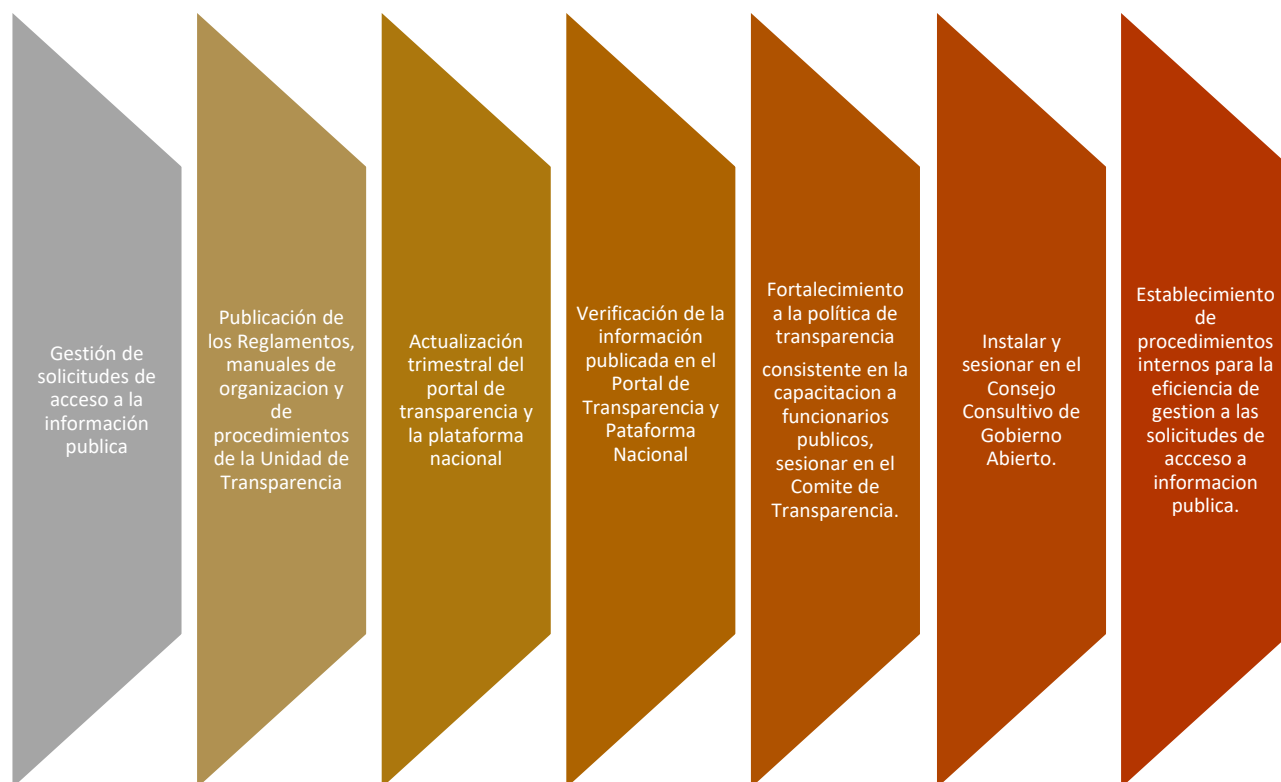 Gestión de
solicitudes de
acceso a la
información
publica
Publicación de
los Reglamentos,
manuales de
organizacion y
de
procedimientos
de la Unidad de
Transparencia
Actualización
trimestral del
portal de
transparencia y
la plataforma
nacional
Verificación de la
información
publicada en el
Portal de
Transparencia y
Pataforma
Nacional
Fortalecimiento
a la política de
transparencia
consistente en la
capacitacion a
funcionarios
publicos,
sesionar en el
Comite de
Transparencia.
Instalar y
sesionar en el
Consejo
Consultivo de
Gobierno
Abierto.
Establecimiento
de
procedimientos
internos para la
eficiencia de
gestion a las
solicitudes de
accceso a
informacion
publica.